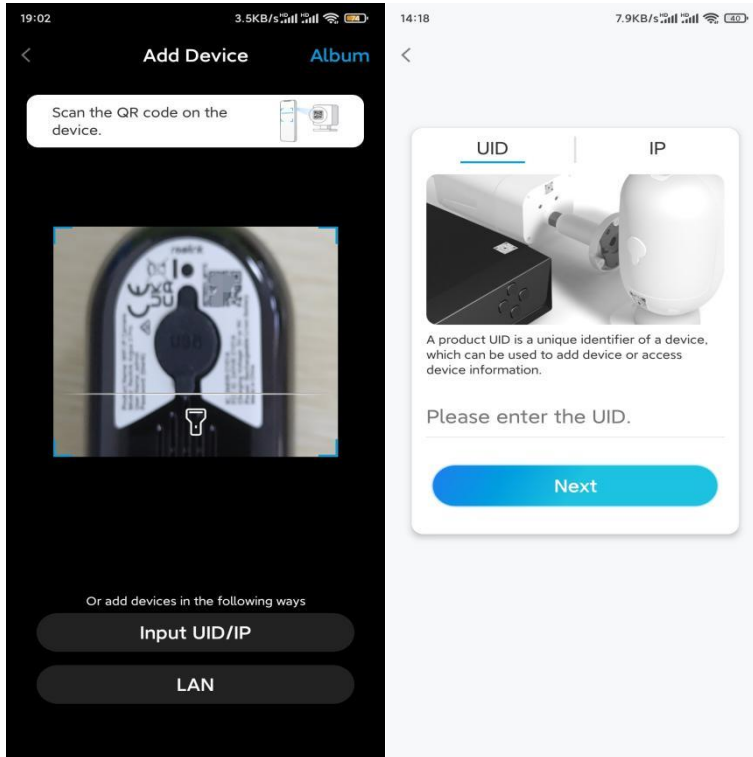 19:02
3.5KB/s
Add Device
Album
Scan the QR code on the
device.
reolink
Or add devices in the following ways
Input UID/IP
LAN
14:18
7.9KB/s
40
UID
IP
A product UID is a unique identifier of a device,
which can be used to add device or access
device information.
Please enter the UID.
Next